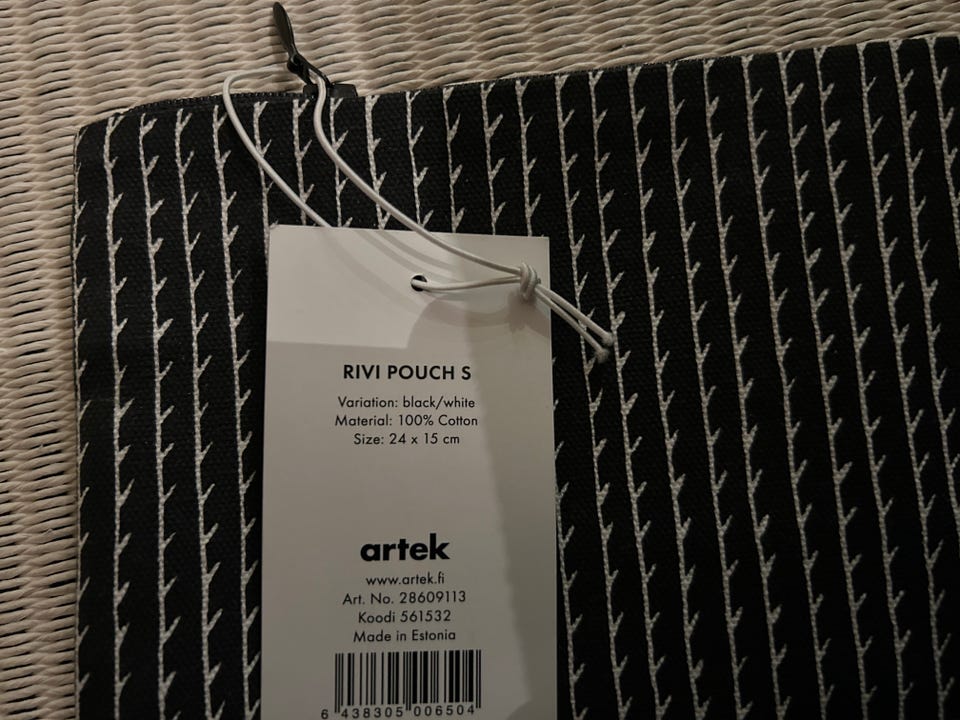 RIVI POUCH S
Variation: black/white
Material: 100% Cotton
Size: 24 x 15 cm
artek
www.artek.fi
Art. No. 28609113
Koodi 561532
Made in Estonia
6 438305 006504